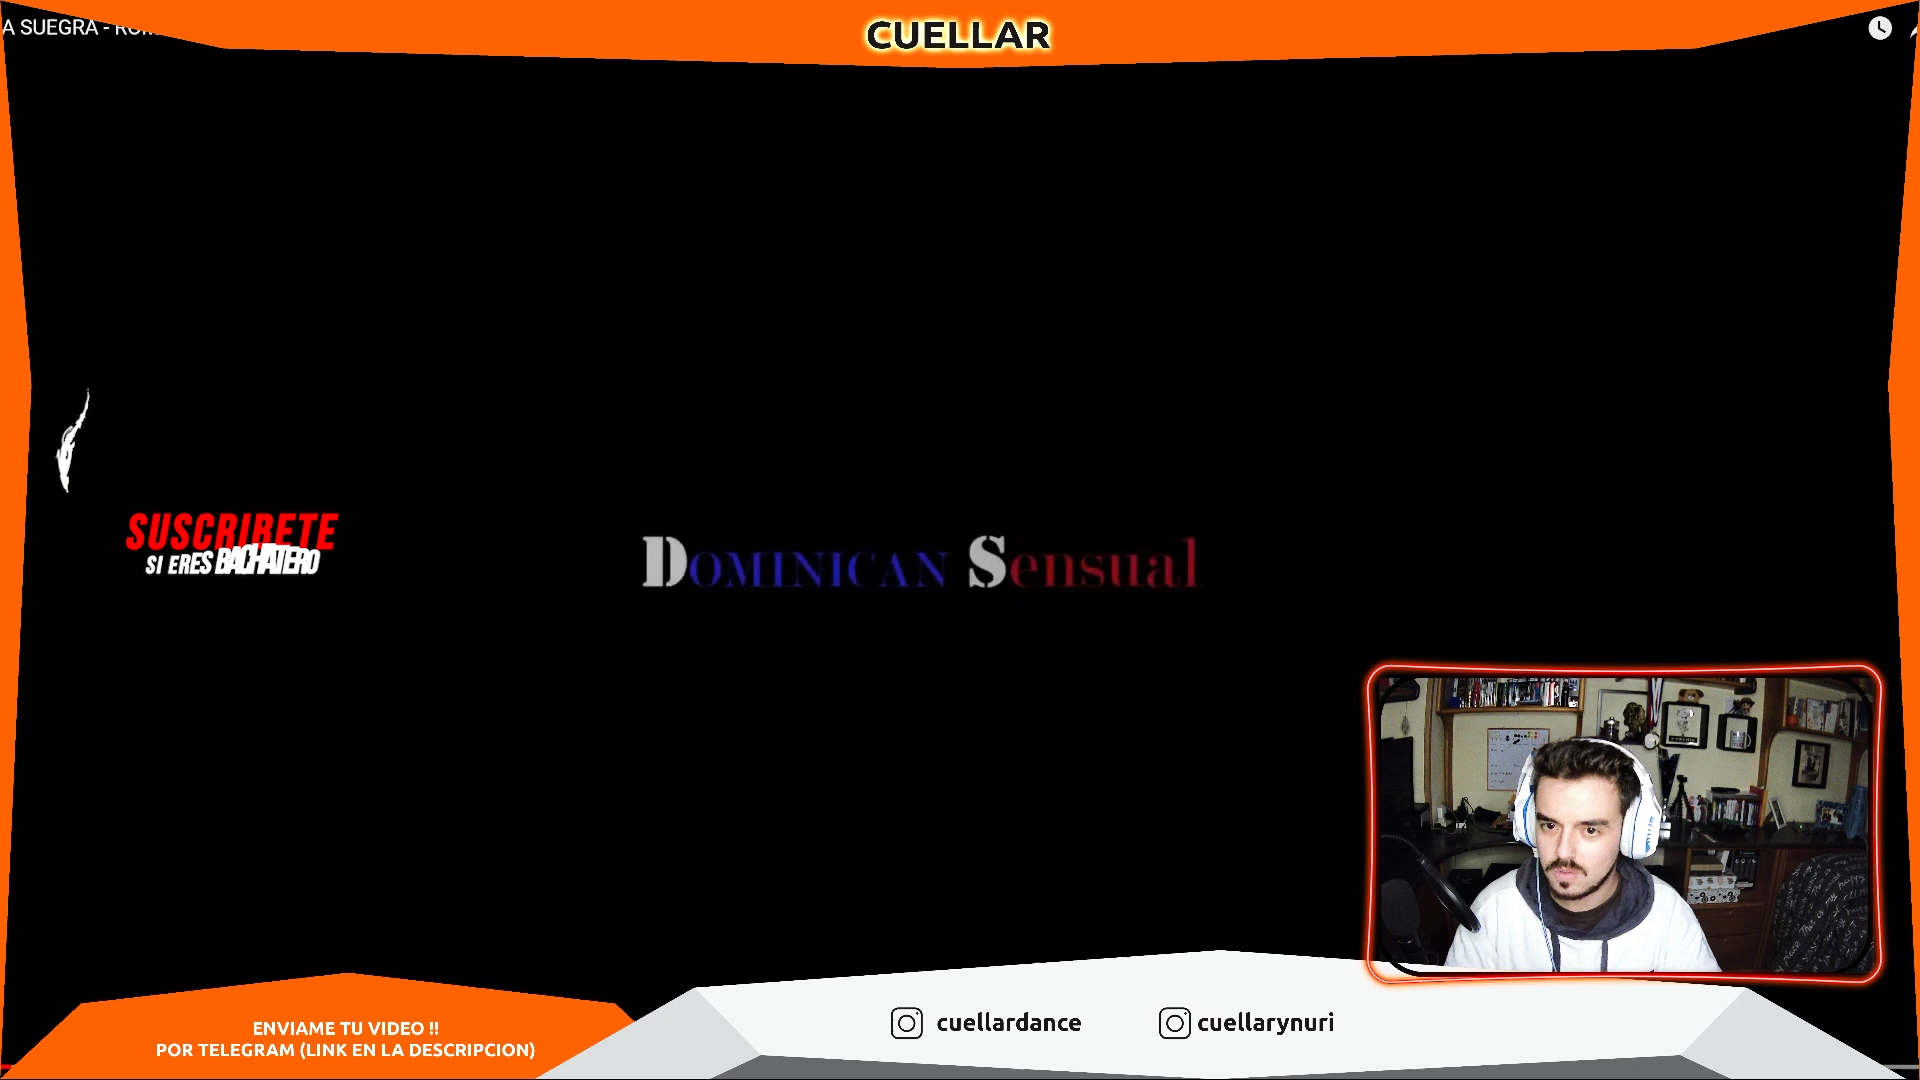 A SUEGRA -
CUELLAR
SUSCRIBETE
SI ERES BACHATERO
DOMINICAN Sensual
ENVIAME TU VIDEO !!
POR TELEGRAM (LINK EN LA DESCRIPCION)
cuellardance
cuellarynuri